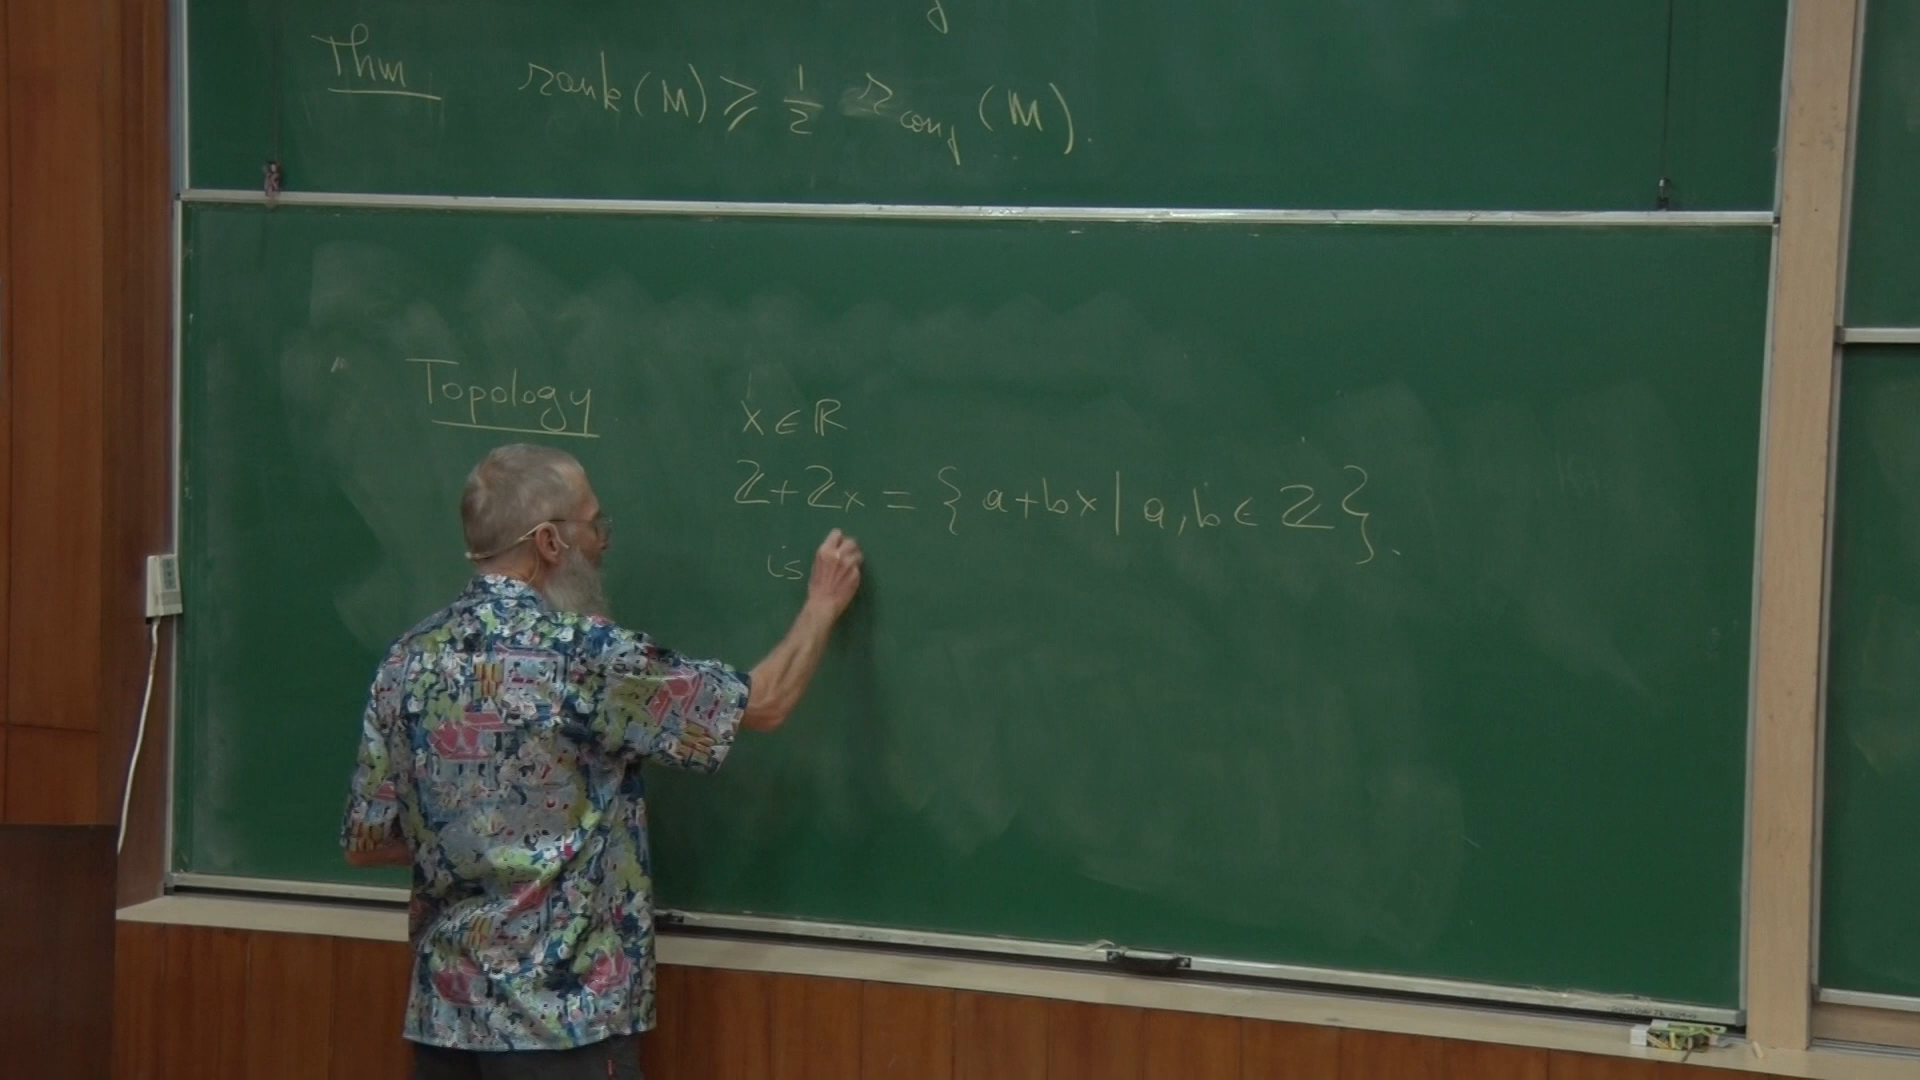 Thm rank(M) ≥ 1/2 r_conj (M).
Topology x ∈ ℝ
ℤ+ℤx = { a+bx | a,b ∈ ℤ }.
is